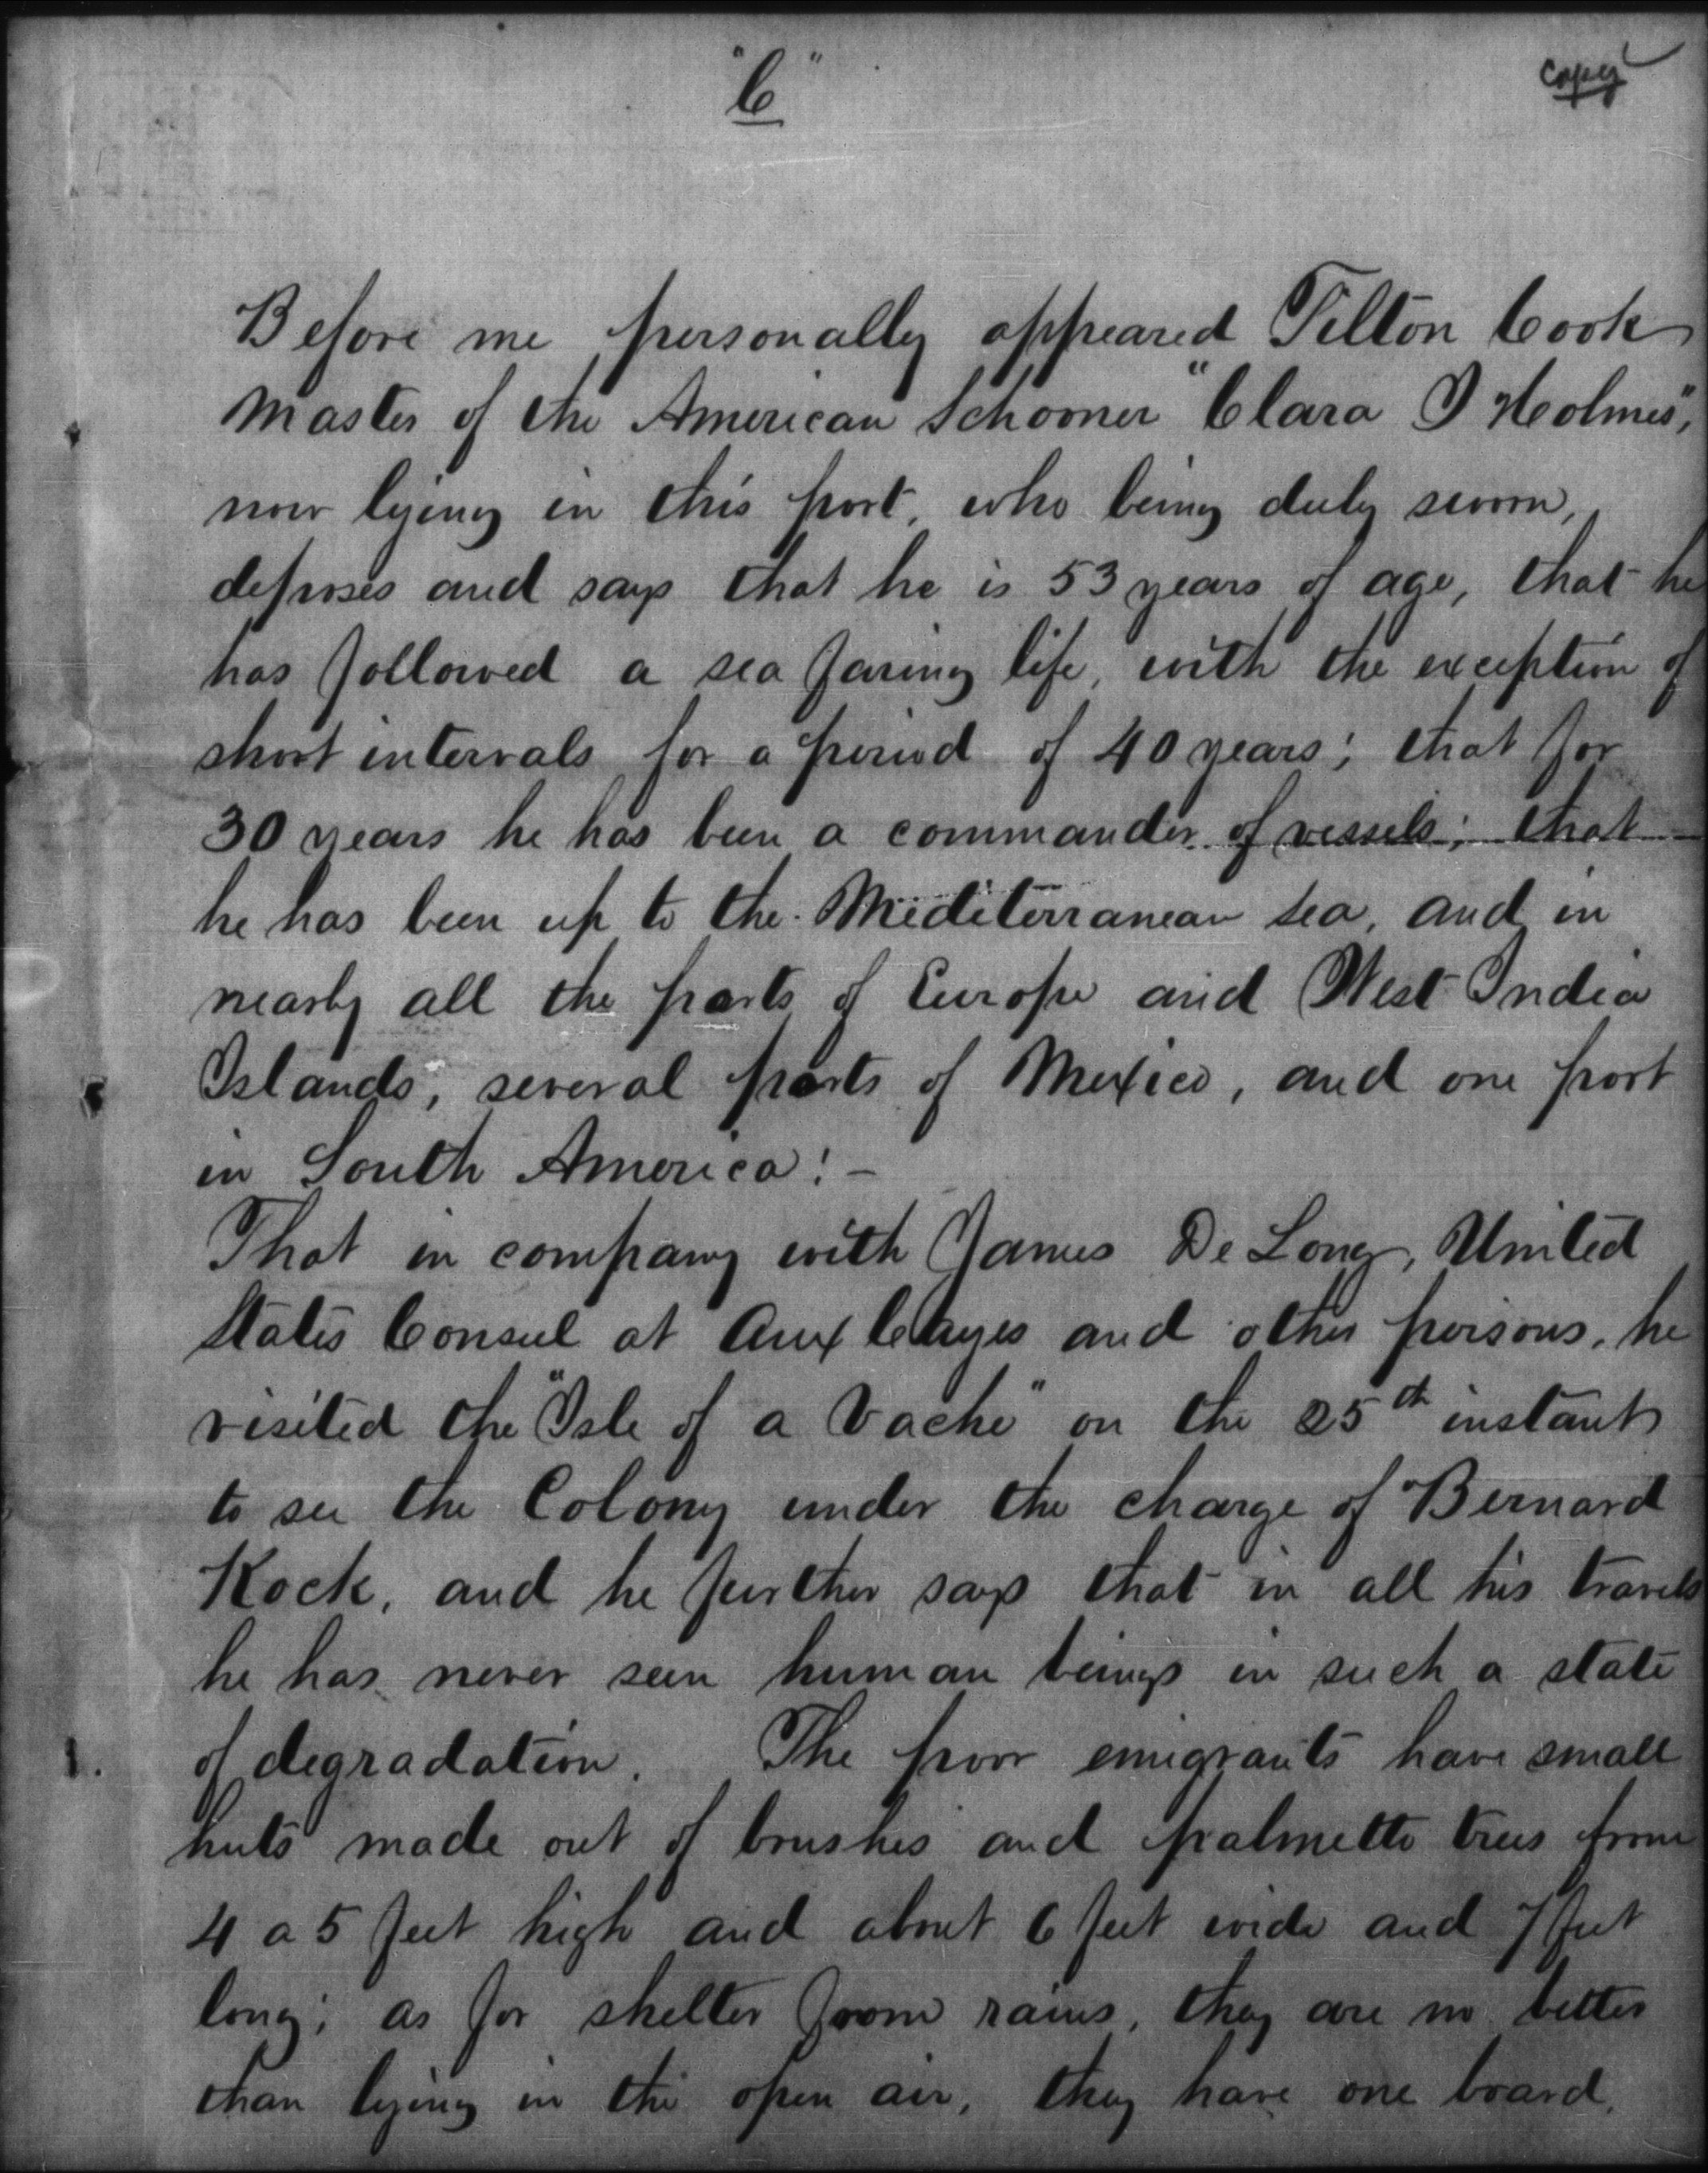 "C"
Copy
Before me personally appeared Tilton Cook
Master of the American Schooner "Clara J Holmes",
now lying in this port, who being duly sworn,
deposes and says that he is 53 years of age, that he
has followed a sea faring life, with the exception of
short intervals for a period of 40 years; that for
30 years he has been a commander of vessels; that
he has been up to the Mediterranean sea, and in
nearly all the ports of Europe and West India
Islands, several ports of Mexico, and one port
in South America:-
That in company with James De Long, United
States Consul at Aux Cayes and other persons, he
visited the "Isle of a Vache" on the 25th instant
to see the Colony under the charge of Bernard
Kock, and he further says that in all his travels
he has never seen human beings in such a state
of degradation. The poor emigrants have small
huts made out of brushes and palmetto trees from
4 a 5 feet high and about 6 feet wide and 7 feet
long; as for shelter from rains, they are no better
than lying in the open air, they have one board,